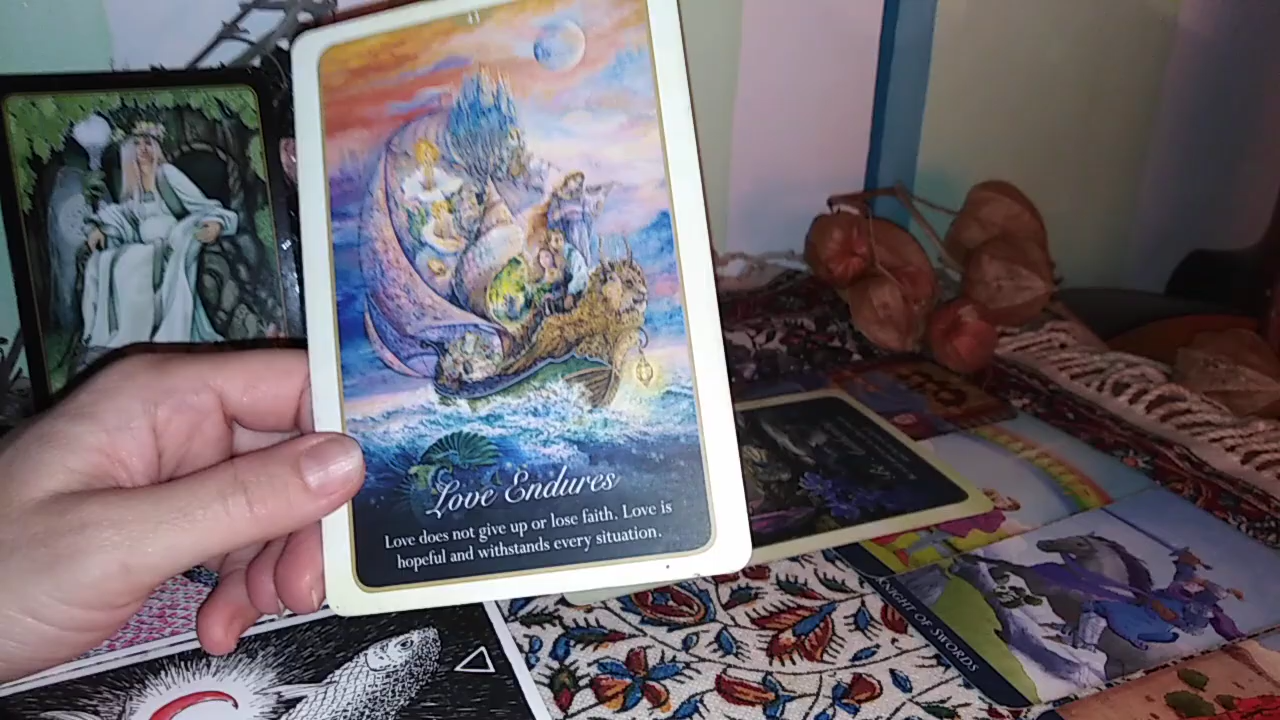 11
Love Endures
Love does not give up or lose faith. Love is
hopeful and withstands every situation.
KNIGHT OF SWORDS